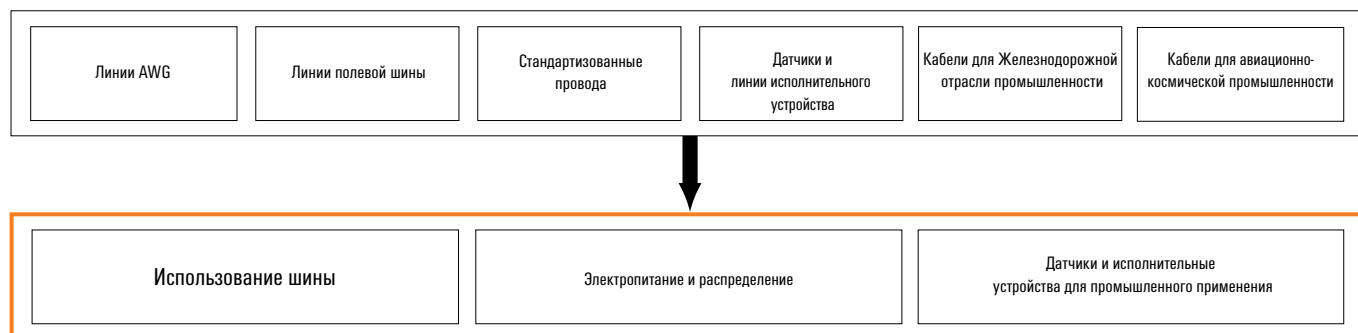 Линии AWG
Линии полевой шины
Стандартизованные
провода
Датчики и
линии исполнительного
устройства
Кабели для Железнодорожной
отрасли промышленности
Кабели для авиационно-
космической промышленности
Использование шины
Электропитание и распределение
Датчики и исполнительные
устройства для промышленного применения